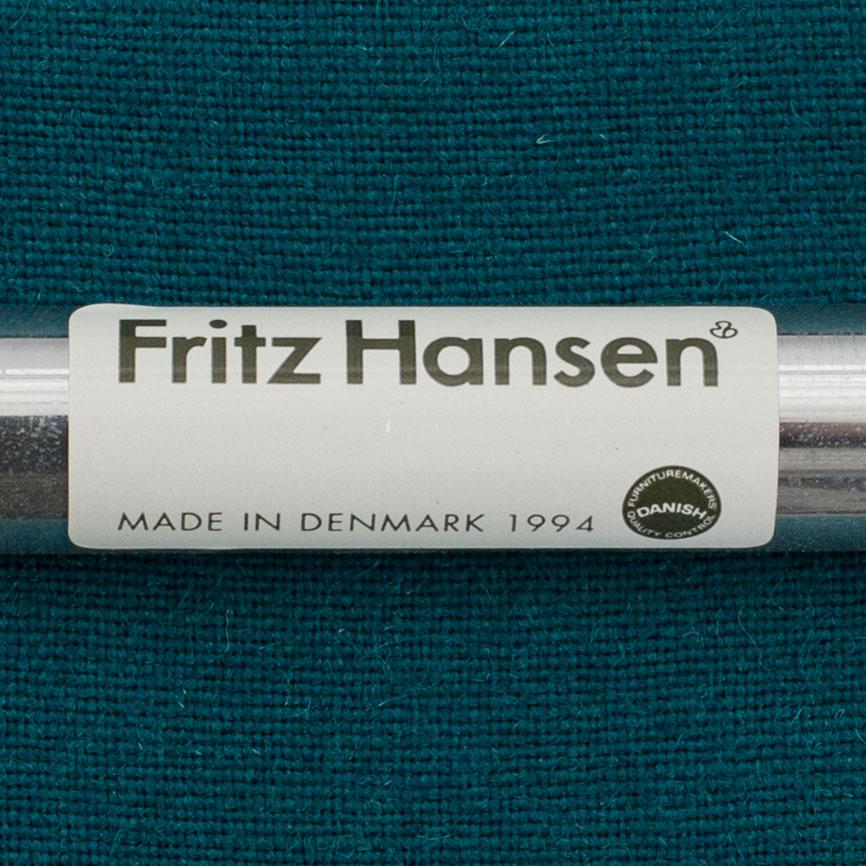 Fritz Hansen
MADE IN DENMARK 1994
FURNITUREMAKERS
DANISH
QUALITY CONTROL